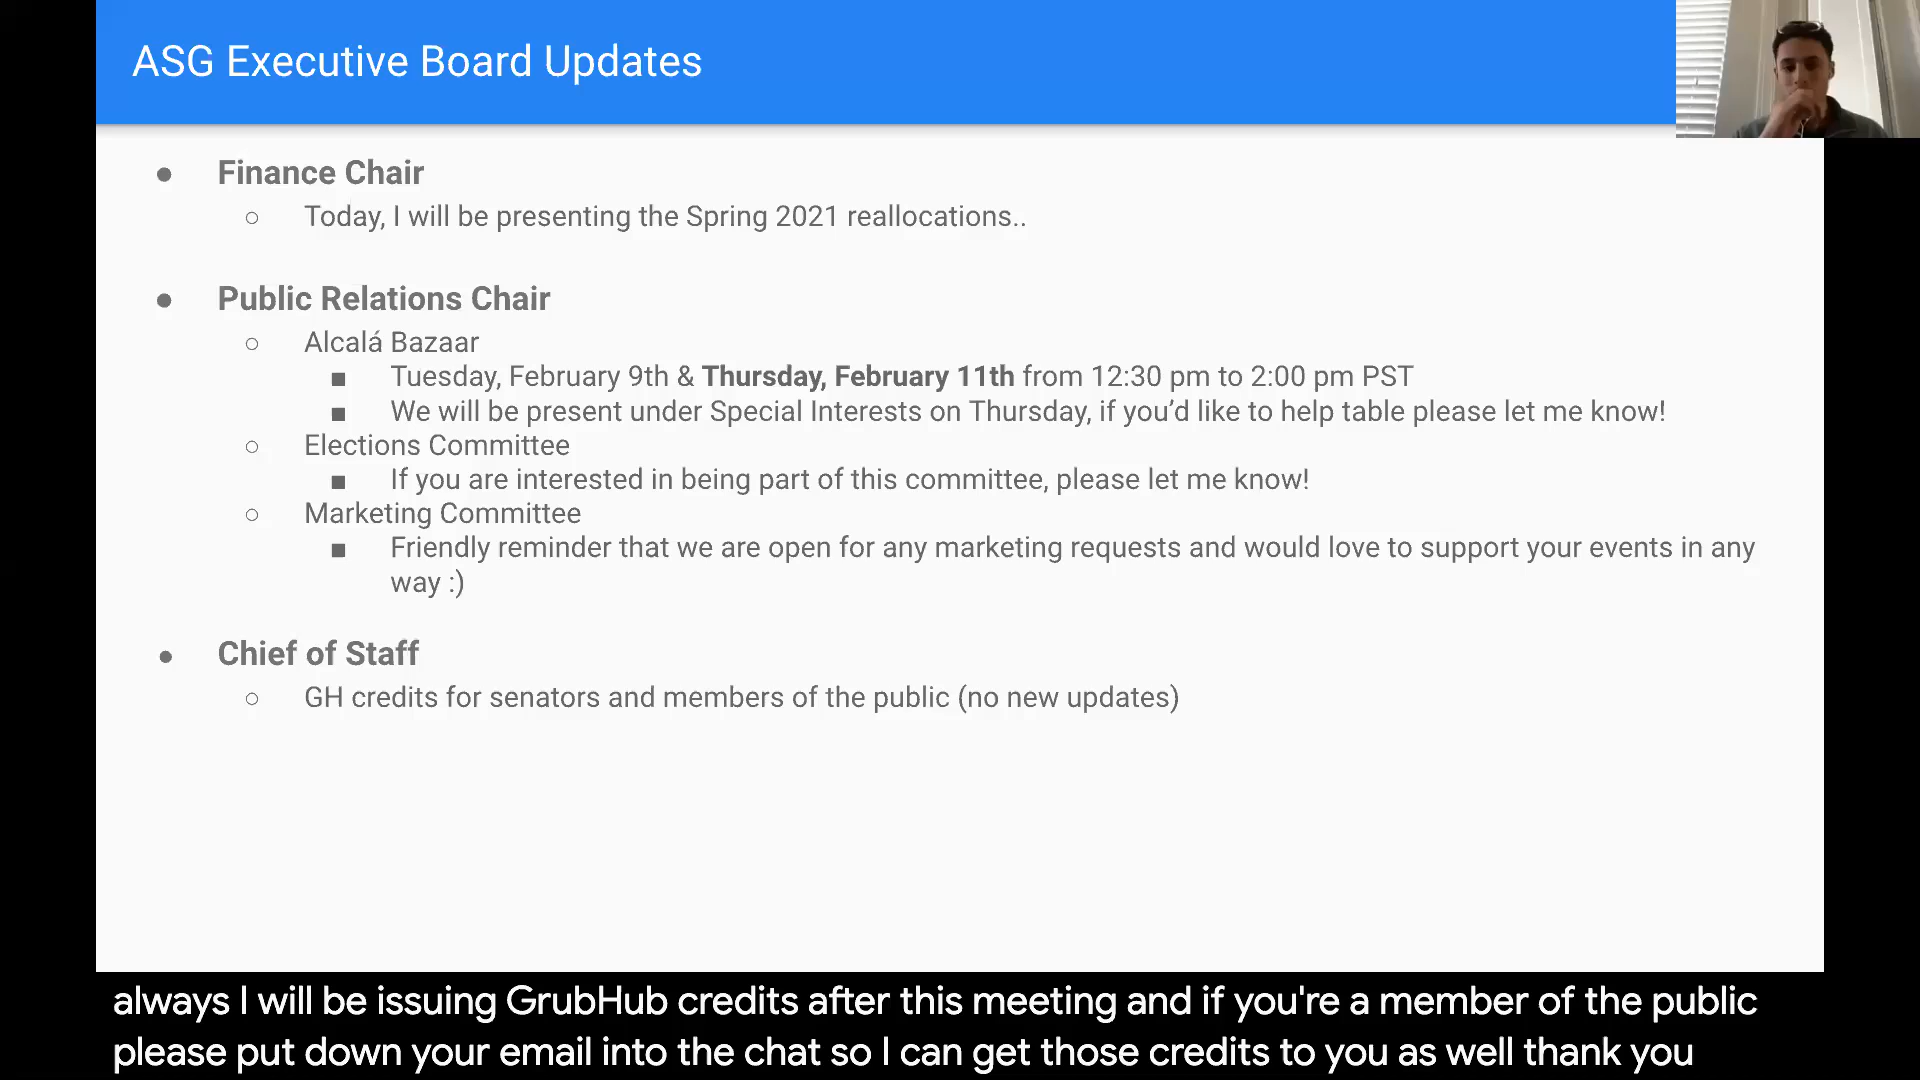 ASG Executive Board Updates
● Finance Chair
○ Today, I will be presenting the Spring 2021 reallocations..
● Public Relations Chair
○ Alcalá Bazaar
■ Tuesday, February 9th & Thursday, February 11th from 12:30 pm to 2:00 pm PST
■ We will be present under Special Interests on Thursday, if you’d like to help table please let me know!
○ Elections Committee
■ If you are interested in being part of this committee, please let me know!
○ Marketing Committee
■ Friendly reminder that we are open for any marketing requests and would love to support your events in any
way :)
● Chief of Staff
○ GH credits for senators and members of the public (no new updates)
always I will be issuing GrubHub credits after this meeting and if you're a member of the public
please put down your email into the chat so I can get those credits to you as well thank you